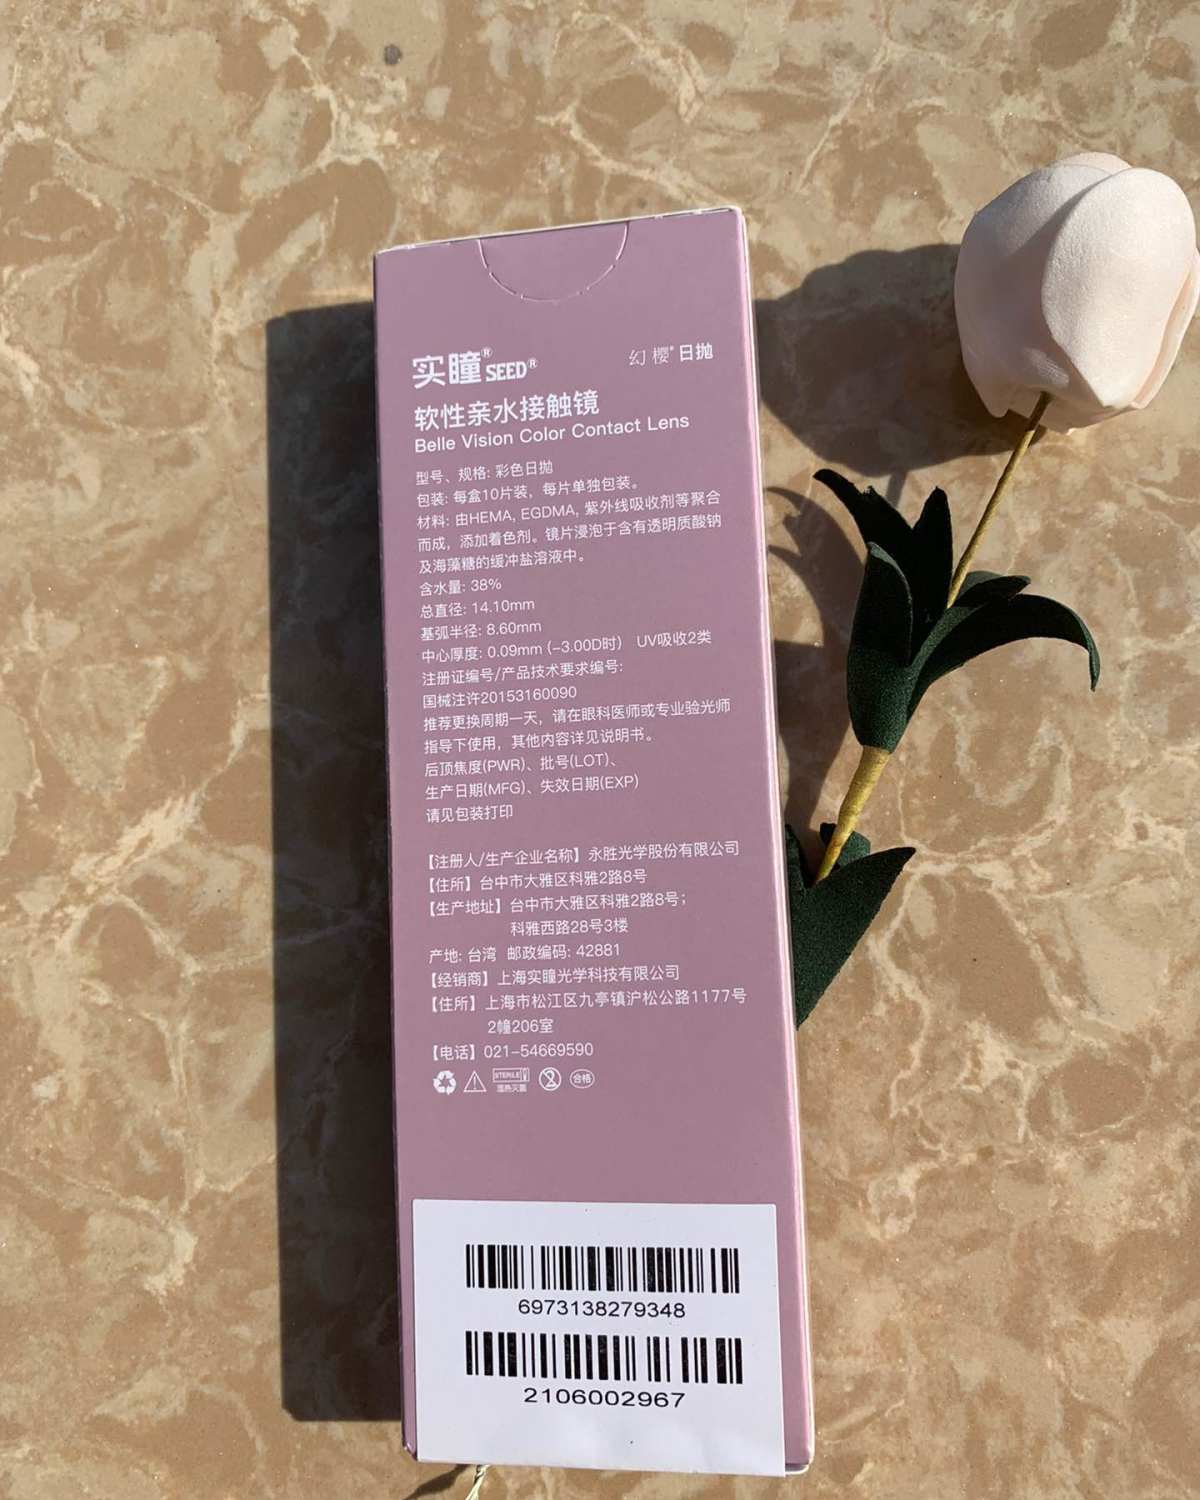 实瞳®SEED®
幻樱®日抛
软性亲水接触镜
Belle Vision Color Contact Lens
型号、规格: 彩色日抛
包装: 每盒10片装，每片单独包装。
材料: 由HEMA, EGDMA, 紫外线吸收剂等聚合
而成，添加着色剂。镜片浸泡于含有透明质酸钠
及海藻糖的缓冲盐溶液中。
含水量: 38%
总直径: 14.10mm
基弧半径: 8.60mm
中心厚度: 0.09mm (-3.00D时) UV吸收2类
注册证编号/产品技术要求编号:
国械注许20153160090
推荐更换周期一天，请在眼科医师或专业验光师
指导下使用，其他内容详见说明书。
后顶焦度(PWR)、批号(LOT)、
生产日期(MFG)、失效日期(EXP)
请见包装打印
【注册人/生产企业名称】永胜光学股份有限公司
【住所】台中市大雅区科雅2路8号
【生产地址】台中市大雅区科雅2路8号；
科雅西路28号3楼
产地: 台湾 邮政编码: 42881
【经销商】上海实瞳光学科技有限公司
【住所】上海市松江区九亭镇沪松公路1177号
2幢206室
【电话】021-54669590
STERILE
湿热灭菌
2
合格
6973138279348
2106002967